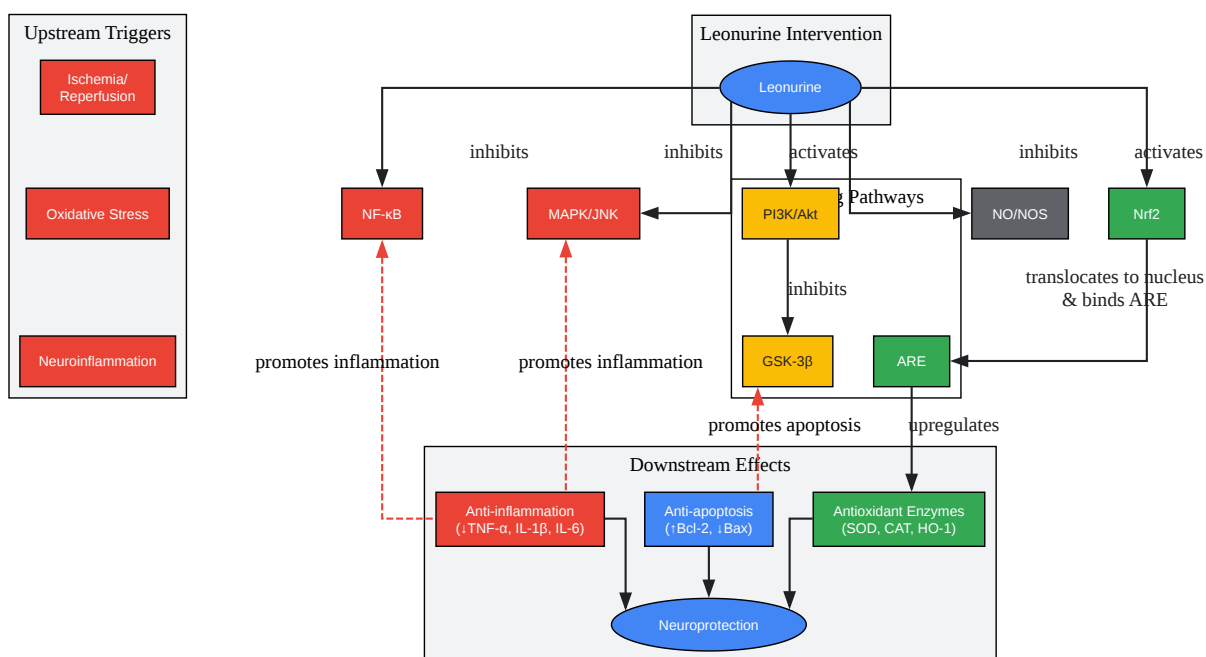 Upstream Triggers
Leonurine Intervention
Ischemia/
Reperfusion
Leonurine
inhibits
inhibits
activates
inhibits
activates
Pathways
Oxidative Stress
NF-κB
MAPK/JNK
PI3K/Akt
NO/NOS
Nrf2
translocates to nucleus
& binds ARE
inhibits
Neuroinflammation
promotes inflammation
promotes inflammation
GSK-3β
ARE
promotes apoptosis
upregulates
Downstream Effects
Anti-inflammation
(↓TNF-α, IL-1β, IL-6)
Anti-apoptosis
(↑Bcl-2, ↓Bax)
Antioxidant Enzymes
(SOD, CAT, HO-1)
Neuroprotection